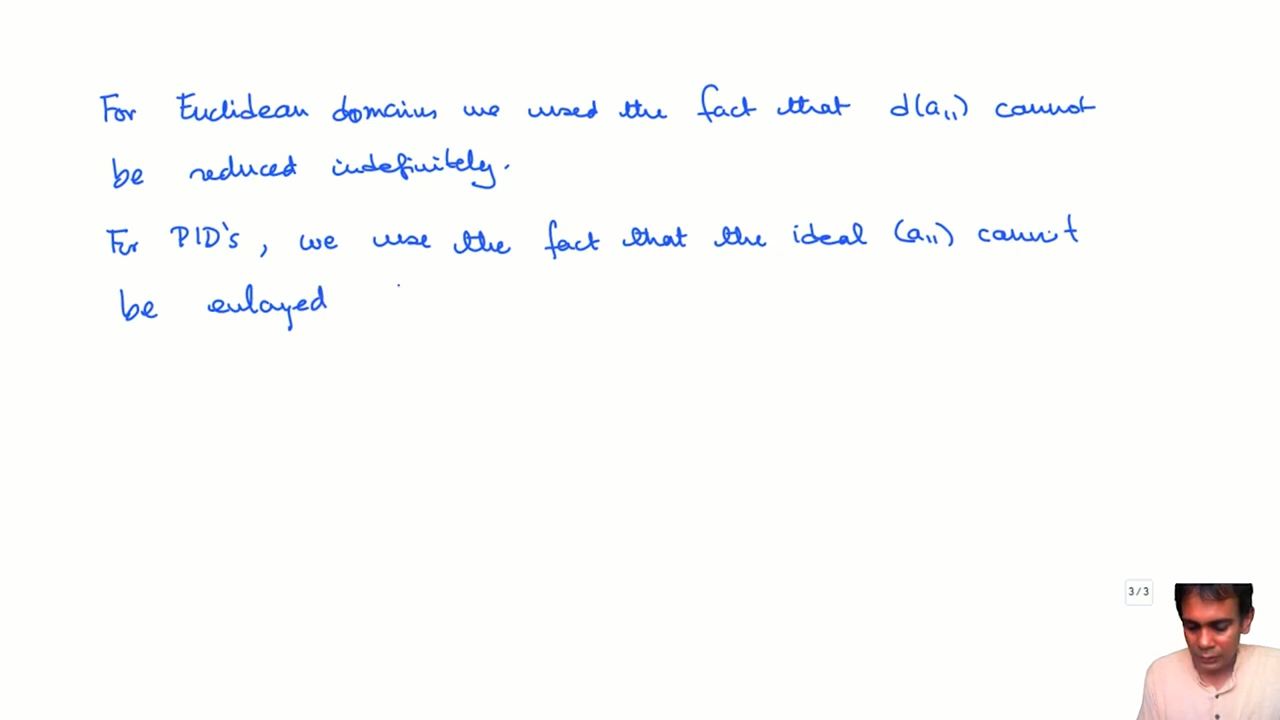 For Euclidean domains we used the fact that d(a₁₁) cannot
be reduced indefinitely.
For PID's, we use the fact that the ideal (a₁₁) cannot
be enlarged
3/3